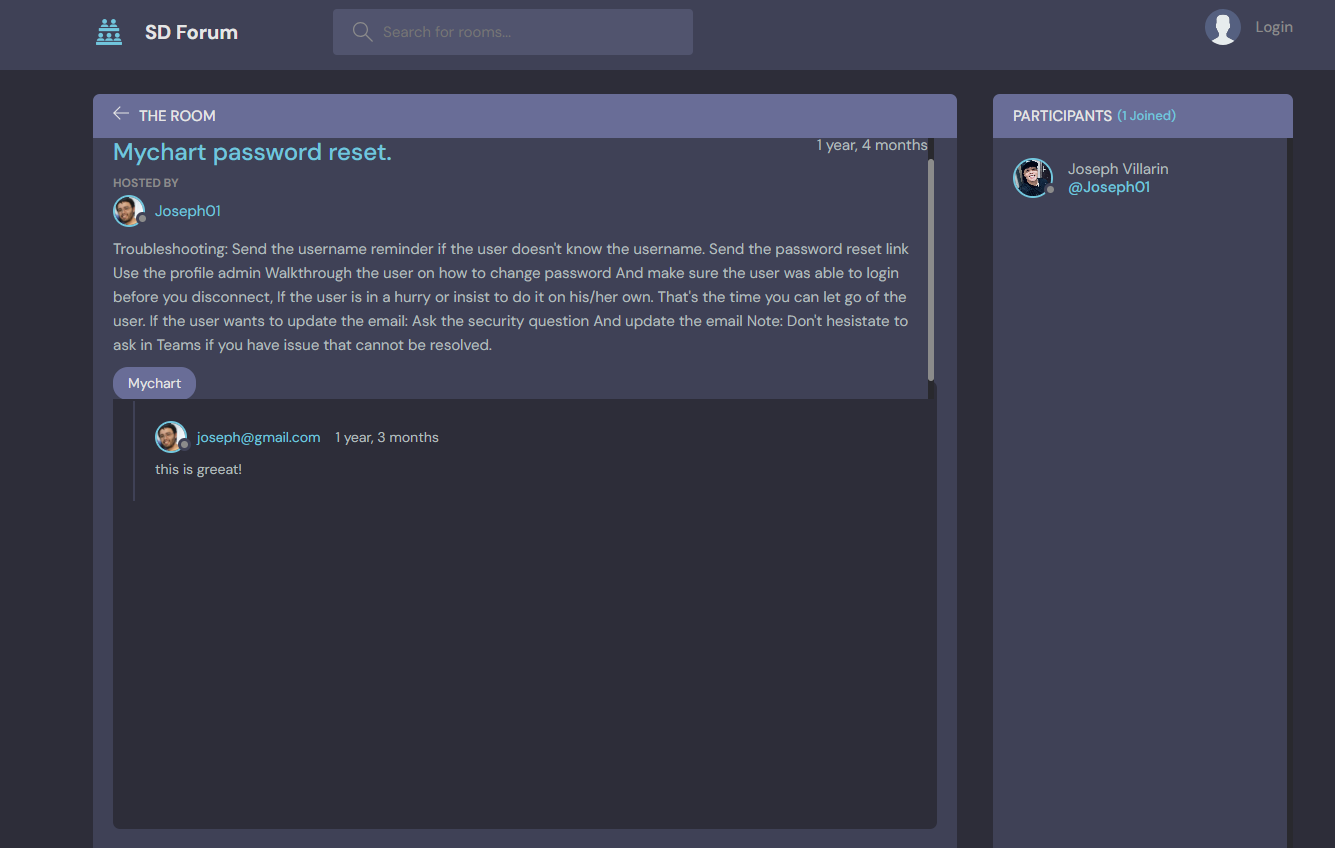 SD Forum
Search for rooms...
Login
THE ROOM
Mychart password reset.
1 year, 4 months
HOSTED BY
Joseph01
Troubleshooting: Send the username reminder if the user doesn't know the username. Send the password reset link
Use the profile admin Walkthrough the user on how to change password And make sure the user was able to login
before you disconnect, If the user is in a hurry or insist to do it on his/her own. That's the time you can let go of the
user. If the user wants to update the email: Ask the security question And update the email Note: Don't hesistate to
ask in Teams if you have issue that cannot be resolved.
Mychart
joseph@gmail.com 1 year, 3 months
this is greeat!
PARTICIPANTS (1 Joined)
Joseph Villarin
@Joseph01